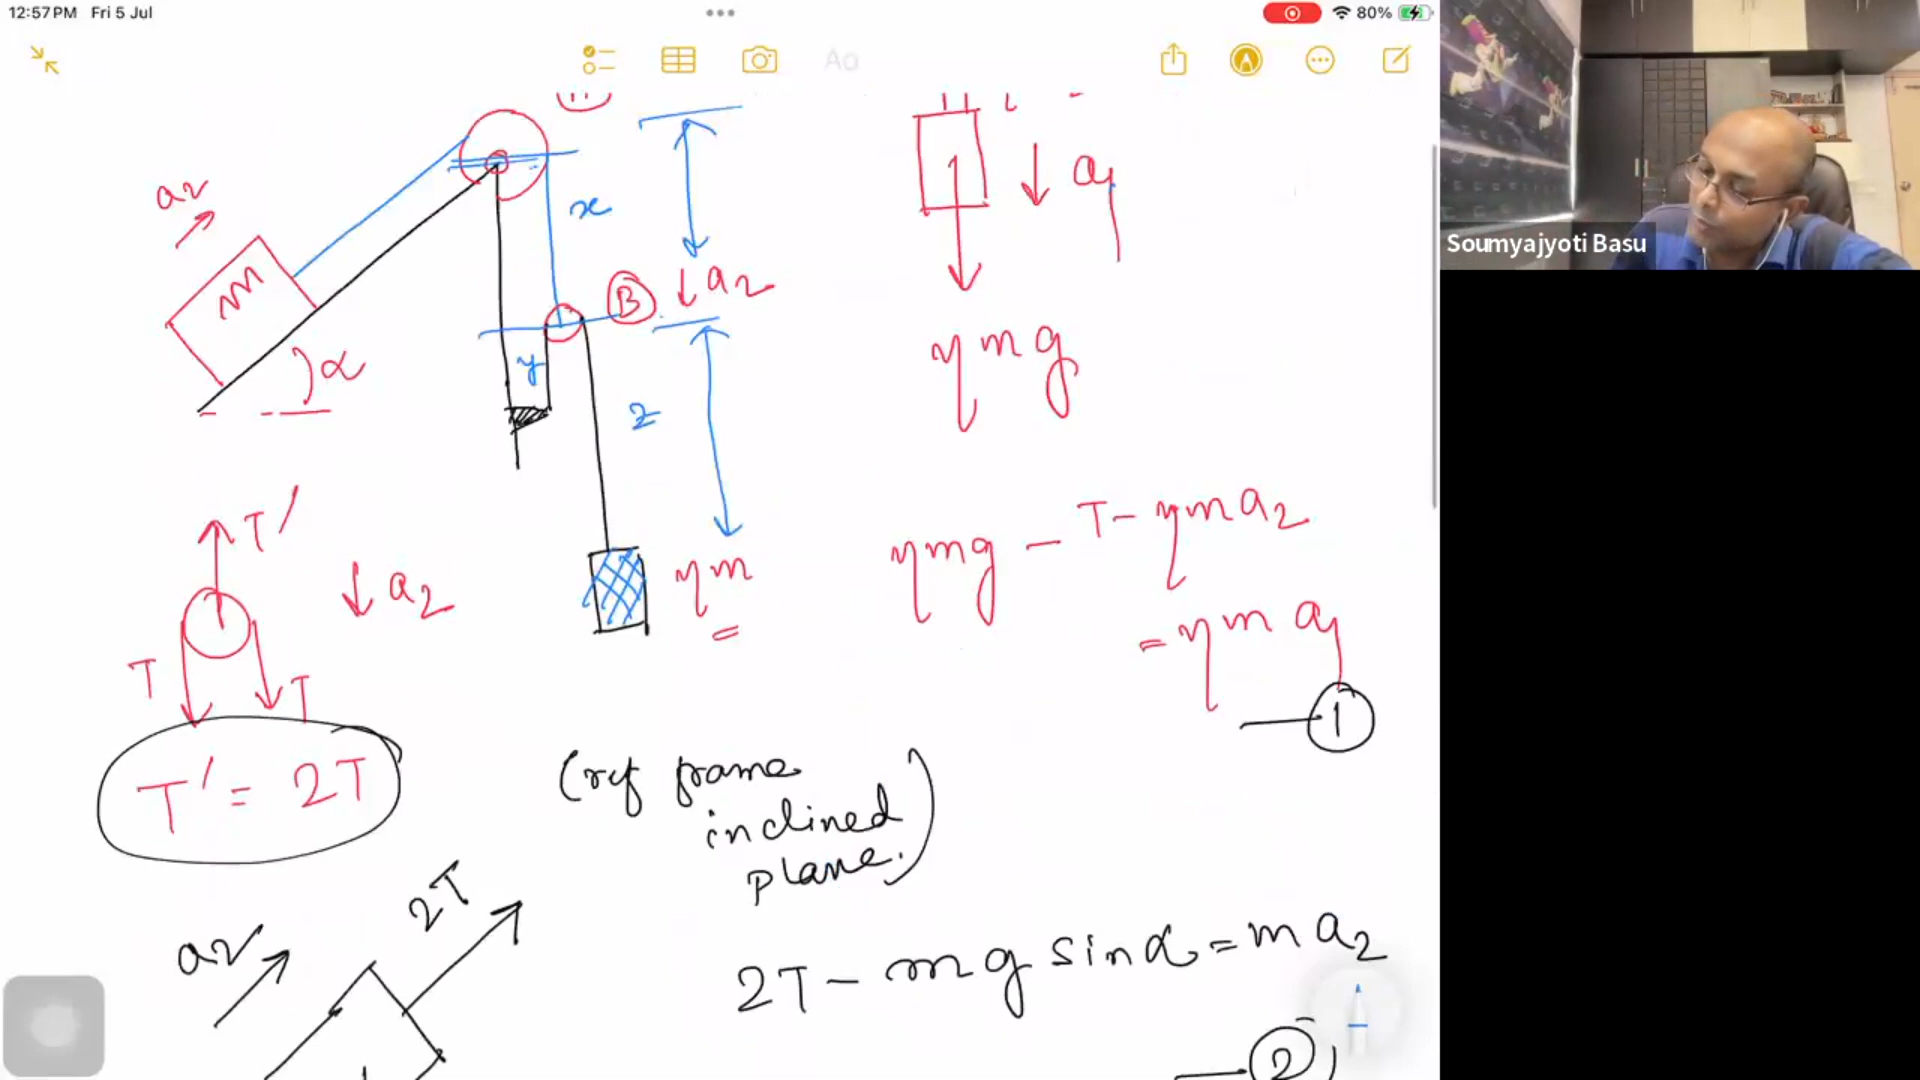 12:57 PM Fri 5 Jul
80%
Aa
Soumyajyoti Basu
a2
x
m
α
B
↓ a2
y
z
ηm
=
↓ a1
ηmg
ηmg - T - ηma2
= ηma1
1
T'
↓ a2
T
T
T' = 2T
(ref frame
inclined
plane.)
a2
2T
2T - mg sinα = ma2
2